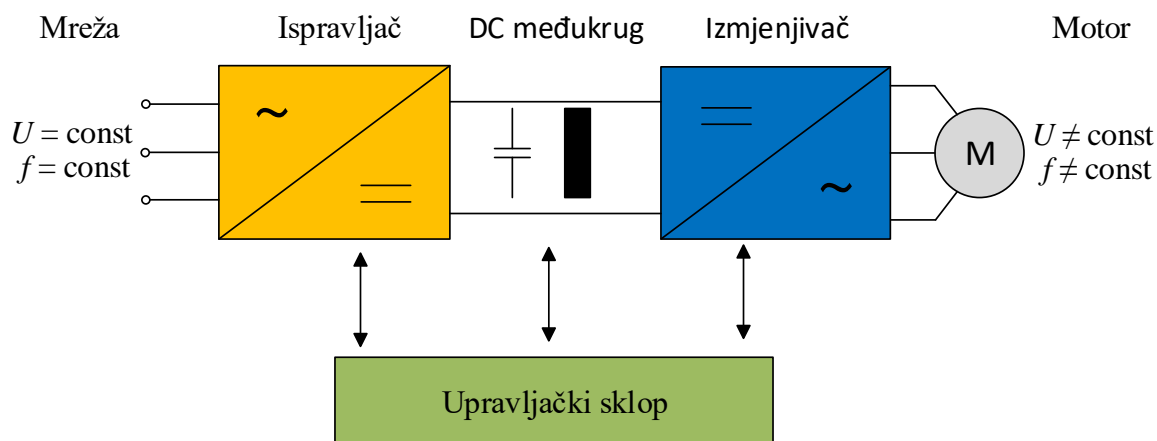 Mreža
Ispravljač
DC međukrug
Izmjenjivač
Motor
U = const
f = const
~
~
M
U ≠ const
f ≠ const
Upravljački sklop